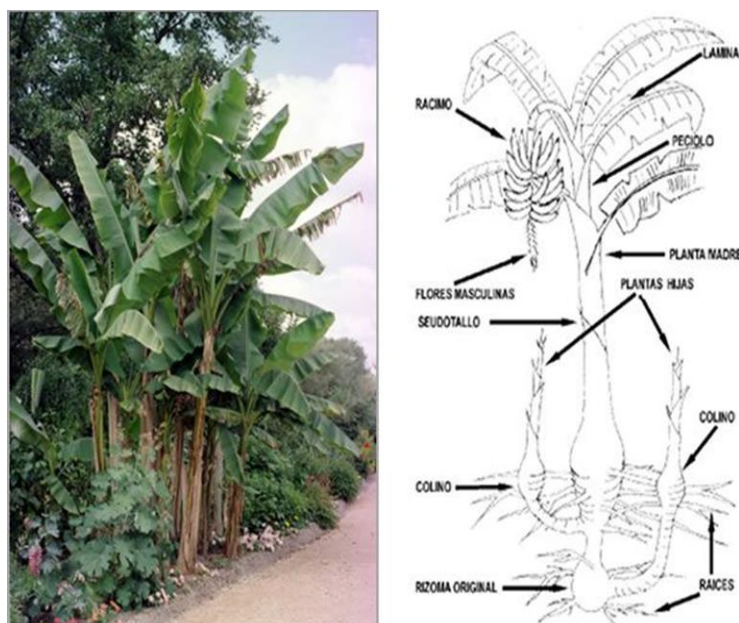 LAMINA
RACIMO
PECIOLO
PLANTA MADRE
PLANTAS HIJAS
FLORES MASCULINAS
SEUDOTALLO
COLINO
COLINO
RIZOMA ORIGINAL
RAICES